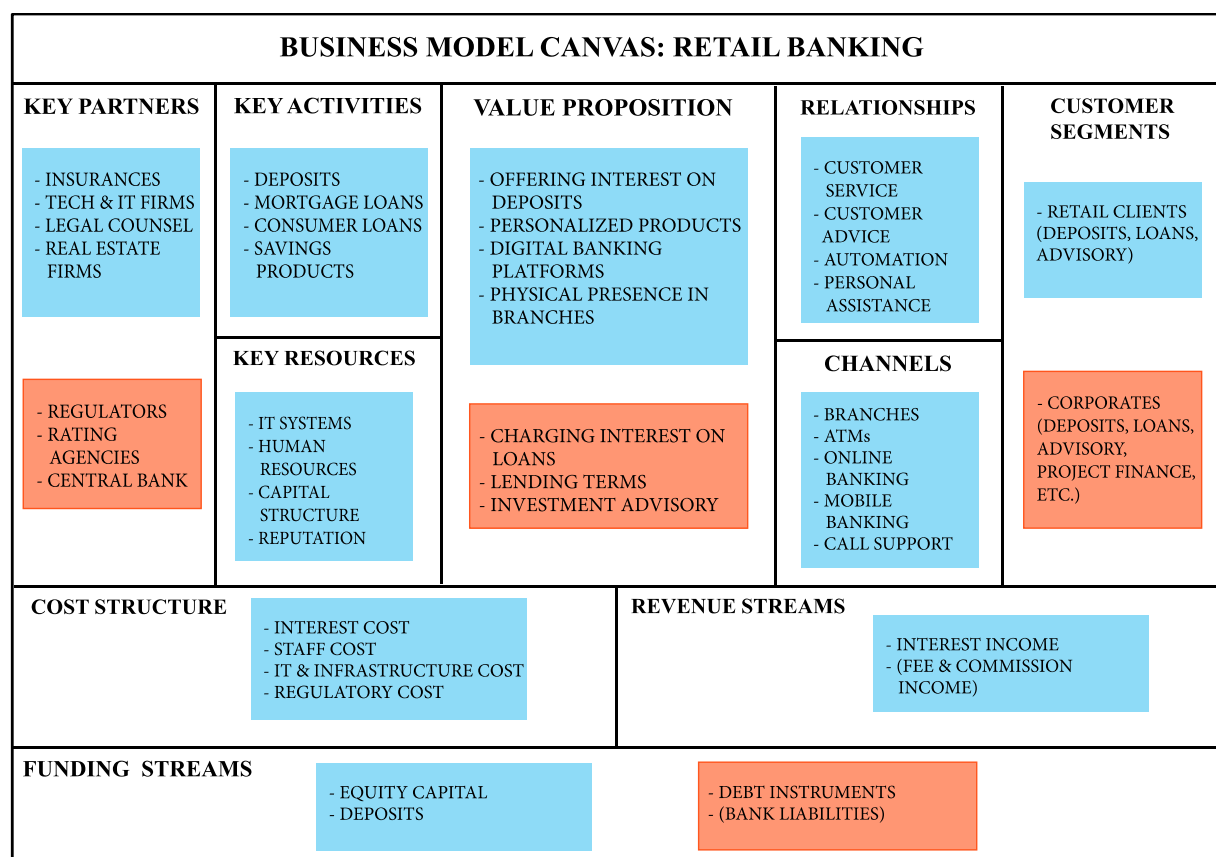 BUSINESS MODEL CANVAS: RETAIL BANKING
KEY PARTNERS
- INSURANCES
- TECH & IT FIRMS
- LEGAL COUNSEL
- REAL ESTATE
FIRMS
- REGULATORS
- RATING
AGENCIES
- CENTRAL BANK
KEY ACTIVITIES
- DEPOSITS
- MORTGAGE LOANS
- CONSUMER LOANS
- SAVINGS
PRODUCTS
KEY RESOURCES
- IT SYSTEMS
- HUMAN
RESOURCES
- CAPITAL
STRUCTURE
- REPUTATION
VALUE PROPOSITION
- OFFERING INTEREST ON
DEPOSITS
- PERSONALIZED PRODUCTS
- DIGITAL BANKING
PLATFORMS
- PHYSICAL PRESENCE IN
BRANCHES
- CHARGING INTEREST ON
LOANS
- LENDING TERMS
- INVESTMENT ADVISORY
RELATIONSHIPS
- CUSTOMER
SERVICE
- CUSTOMER
ADVICE
- AUTOMATION
- PERSONAL
ASSISTANCE
CHANNELS
- BRANCHES
- ATMs
- ONLINE
BANKING
- MOBILE
BANKING
- CALL SUPPORT
CUSTOMER
SEGMENTS
- RETAIL CLIENTS
(DEPOSITS, LOANS,
ADVISORY)
- CORPORATES
(DEPOSITS, LOANS,
ADVISORY,
PROJECT FINANCE,
ETC.)
COST STRUCTURE
- INTEREST COST
- STAFF COST
- IT & INFRASTRUCTURE COST
- REGULATORY COST
REVENUE STREAMS
- INTEREST INCOME
- (FEE & COMMISSION
INCOME)
FUNDING STREAMS
- EQUITY CAPITAL
- DEPOSITS
- DEBT INSTRUMENTS
- (BANK LIABILITIES)